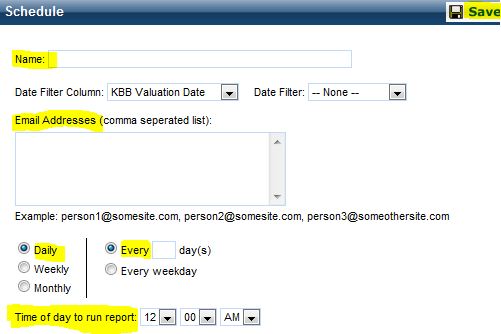 Schedule Save
Name:
Date Filter Column: KBB Valuation Date Date Filter: -- None --
Email Addresses (comma seperated list):
Example: person1@somesite.com, person2@somesite.com, person3@someothersite.com
Daily Every day(s)
Weekly Every weekday
Monthly
Time of day to run report: 12 00 AM